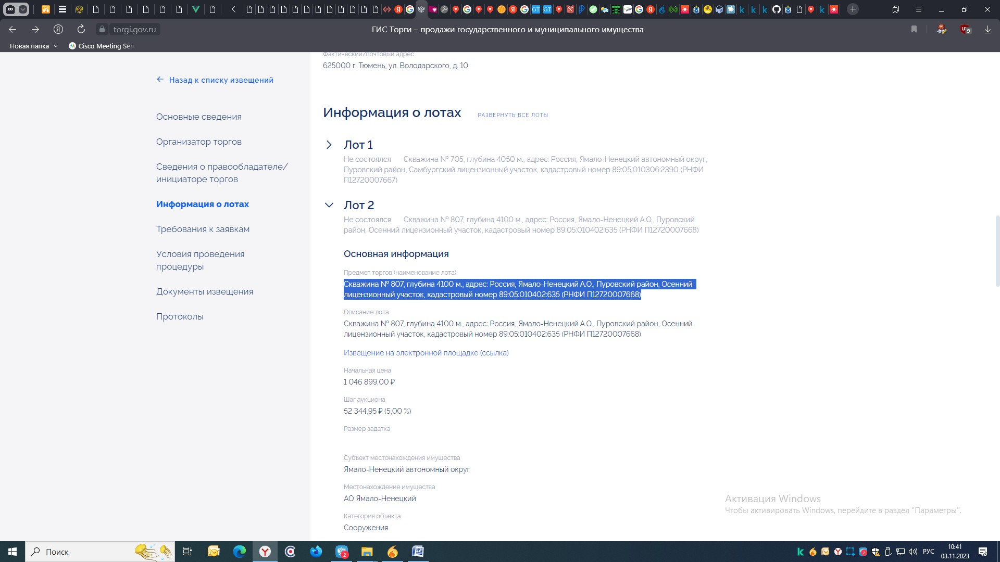 torgi.gov.ru
ГИС Торги – продажи государственного и муниципального имущества
Новая папка
Cisco Meeting Ser
Фактический/почтовый адрес
625000 г. Тюмень, ул. Володарского, д. 10
Назад к списку извещений
Основные сведения
Организатор торгов
Сведения о правообладателе/
инициаторе торгов
Информация о лотах
Требования к заявкам
Условия проведения
процедуры
Документы извещения
Протоколы
Информация о лотах
РАЗВЕРНУТЬ ВСЕ ЛОТЫ
Лот 1
Не состоялся Скважина № 705, глубина 4050 м., адрес: Россия, Ямало-Ненецкий автономный округ,
Пуровский район, Самбургский лицензионный участок, кадастровый номер 89:05:010306:2390 (РНФИ
П12720007667)
Лот 2
Не состоялся Скважина № 807, глубина 4100 м., адрес: Россия, Ямало-Ненецкий А.О., Пуровский
район, Осенний лицензионный участок, кадастровый номер 89:05:010402:635 (РНФИ П12720007668)
Основная информация
Предмет торгов (наименование лота)
Скважина № 807, глубина 4100 м., адрес: Россия, Ямало-Ненецкий А.О., Пуровский район, Осенний
лицензионный участок, кадастровый номер 89:05:010402:635 (РНФИ П12720007668)
Описание лота
Скважина № 807, глубина 4100 м., адрес: Россия, Ямало-Ненецкий А.О., Пуровский район, Осенний
лицензионный участок, кадастровый номер 89:05:010402:635 (РНФИ П12720007668)
Извещение на электронной площадке (ссылка)
Начальная цена
1 046 899,00 ₽
Шаг аукциона
52 344,95 ₽ (5,00 %)
Размер задатка
Субъект местонахождения имущества
Ямало-Ненецкий автономный округ
Местонахождение имущества
АО Ямало-Ненецкий
Категория объекта
Сооружения
Активация Windows
Чтобы активировать Windows, перейдите в раздел "Параметры".
Поиск
РУС
10:41
03.11.2023